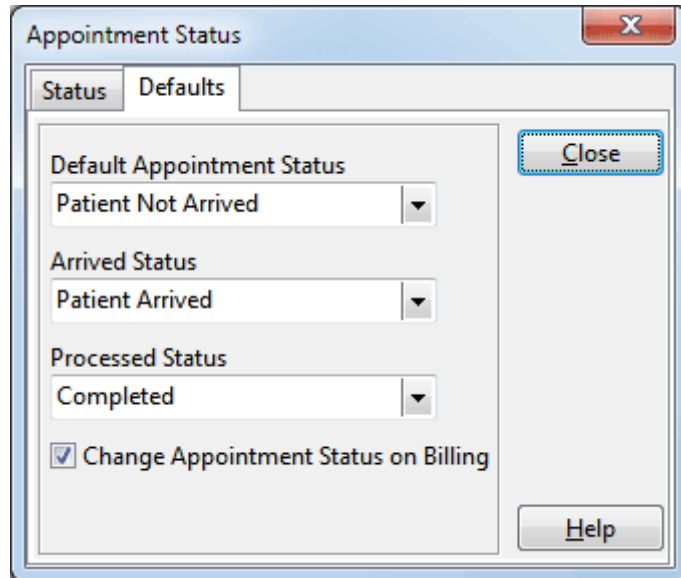 Appointment Status
Status Defaults
Default Appointment Status
Patient Not Arrived
Arrived Status
Patient Arrived
Processed Status
Completed
Change Appointment Status on Billing
Close
Help